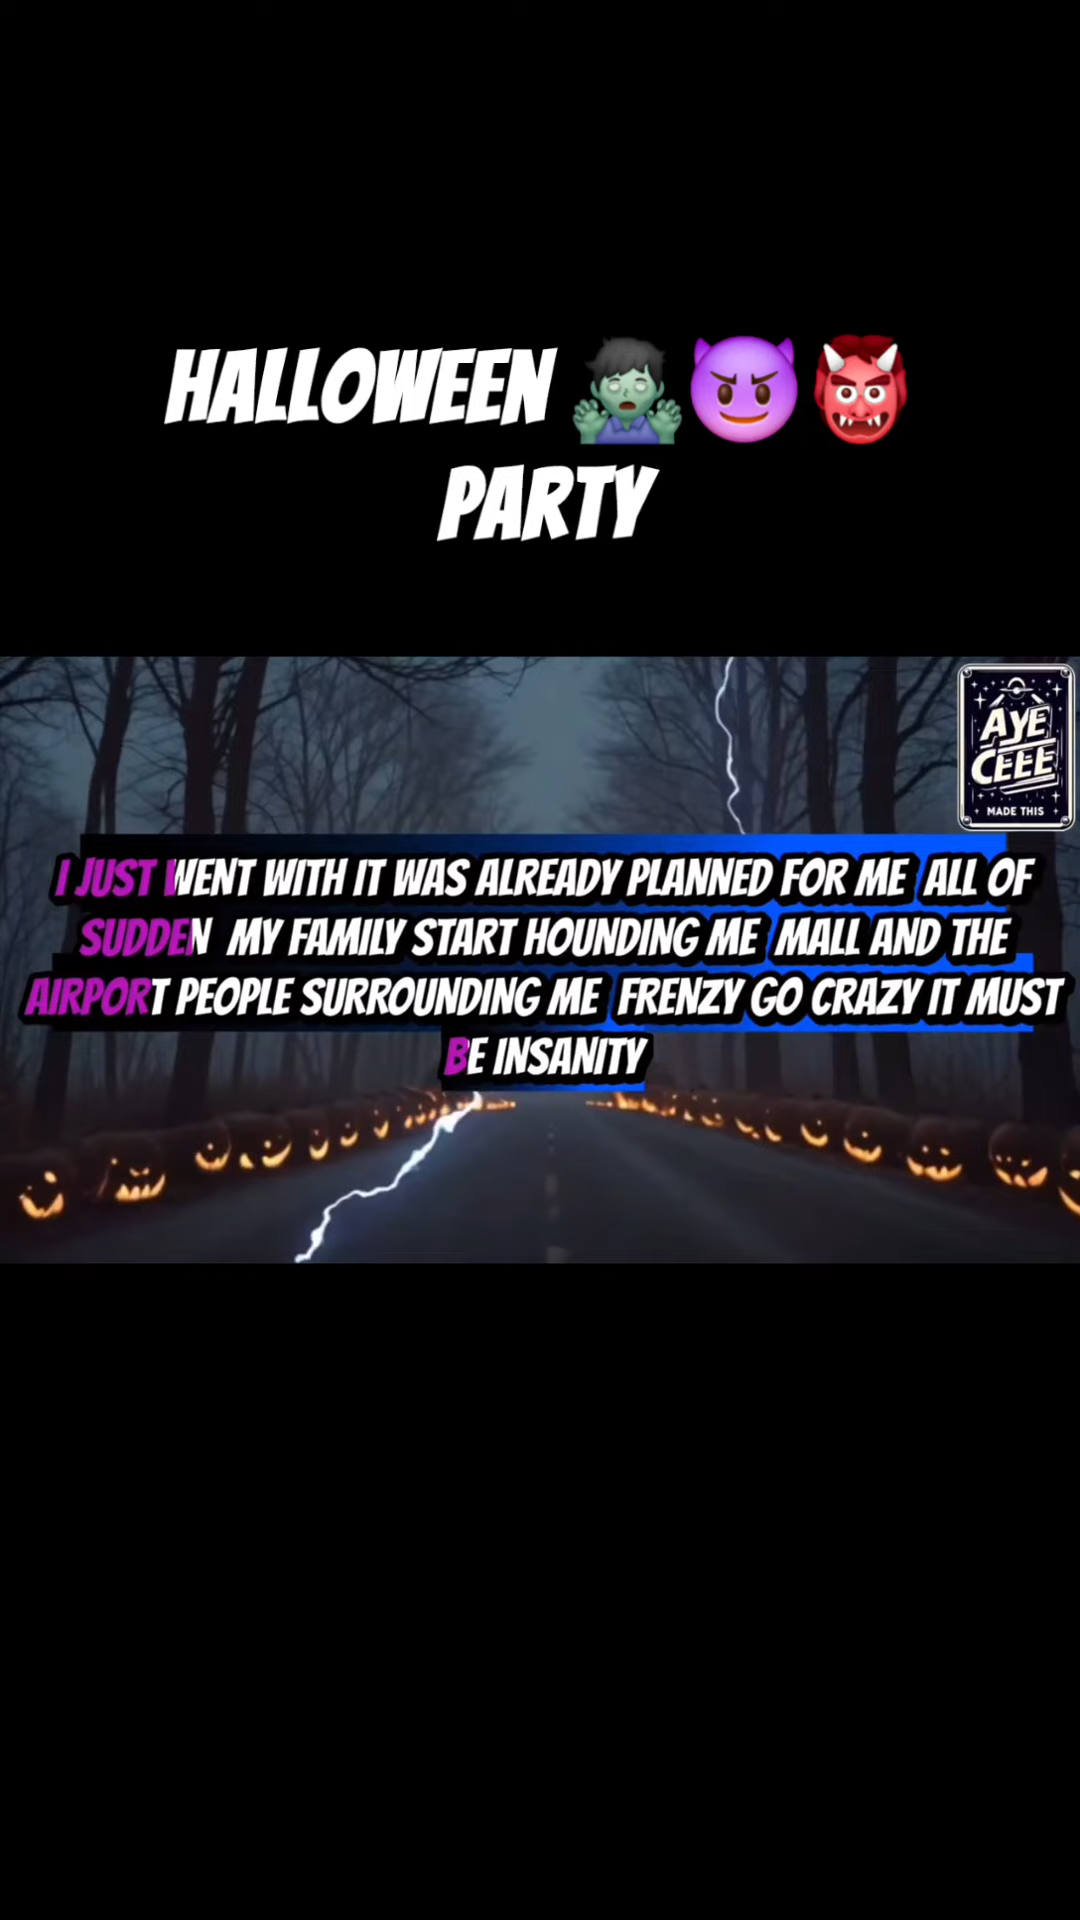 HALLOWEEN 🧟‍♂️😈👹
PARTY
AYE
CEEE
MADE THIS
I JUST WENT WITH IT WAS ALREADY PLANNED FOR ME ALL OF
SUDDEN MY FAMILY START HOUNDING ME MALL AND THE
AIRPORT PEOPLE SURROUNDING ME FRENZY GO CRAZY IT MUST
BE INSANITY